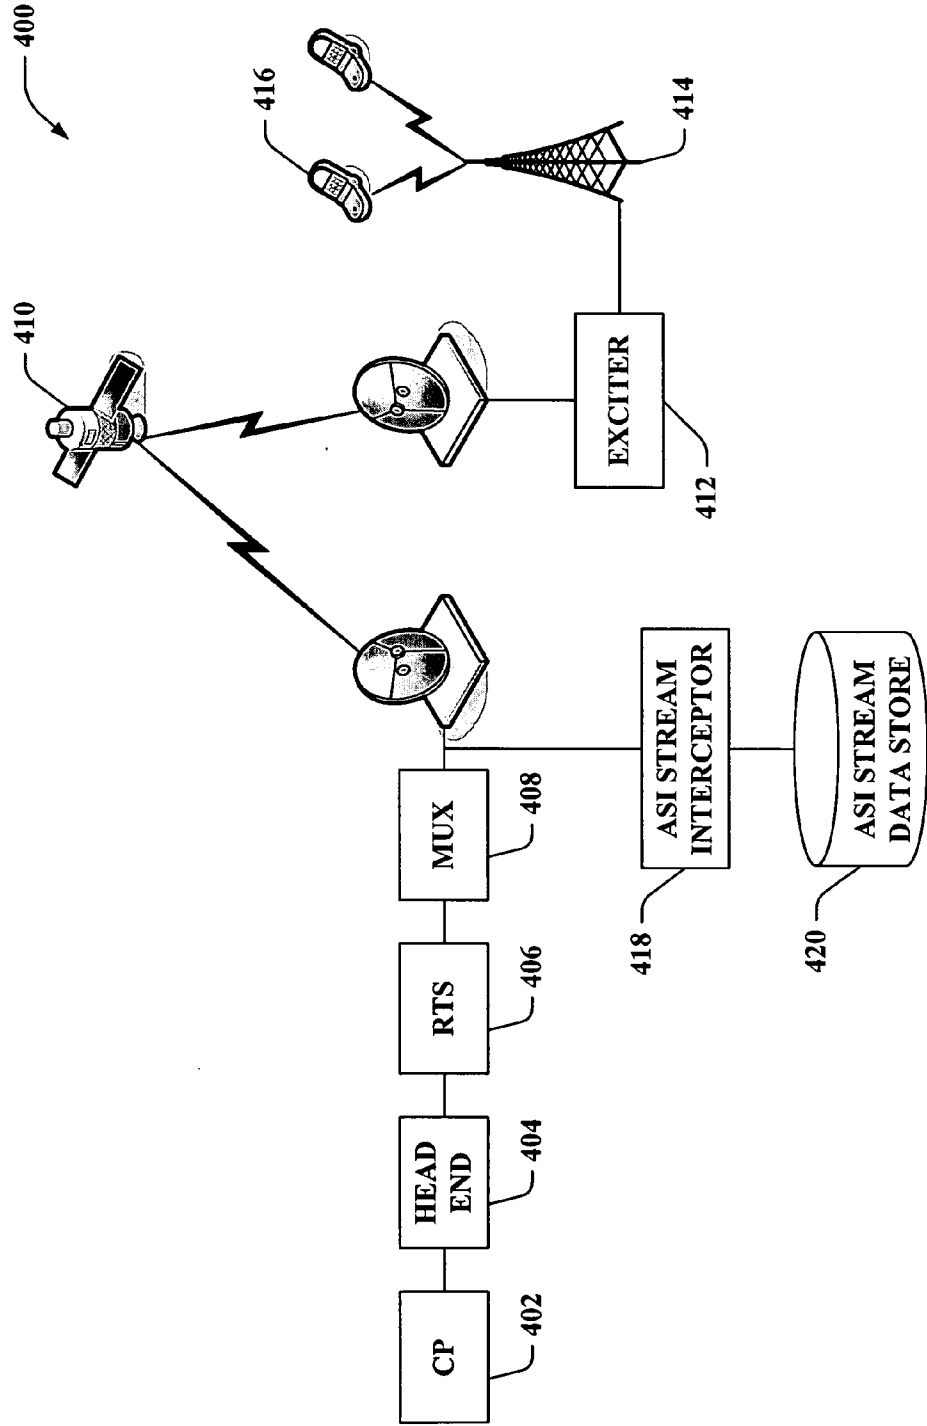 400
410
416
414
EXCITER
412
CP
402
HEAD
END
404
RTS
406
MUX
408
ASI STREAM
INTERCEPTOR
418
ASI STREAM
DATA STORE
420